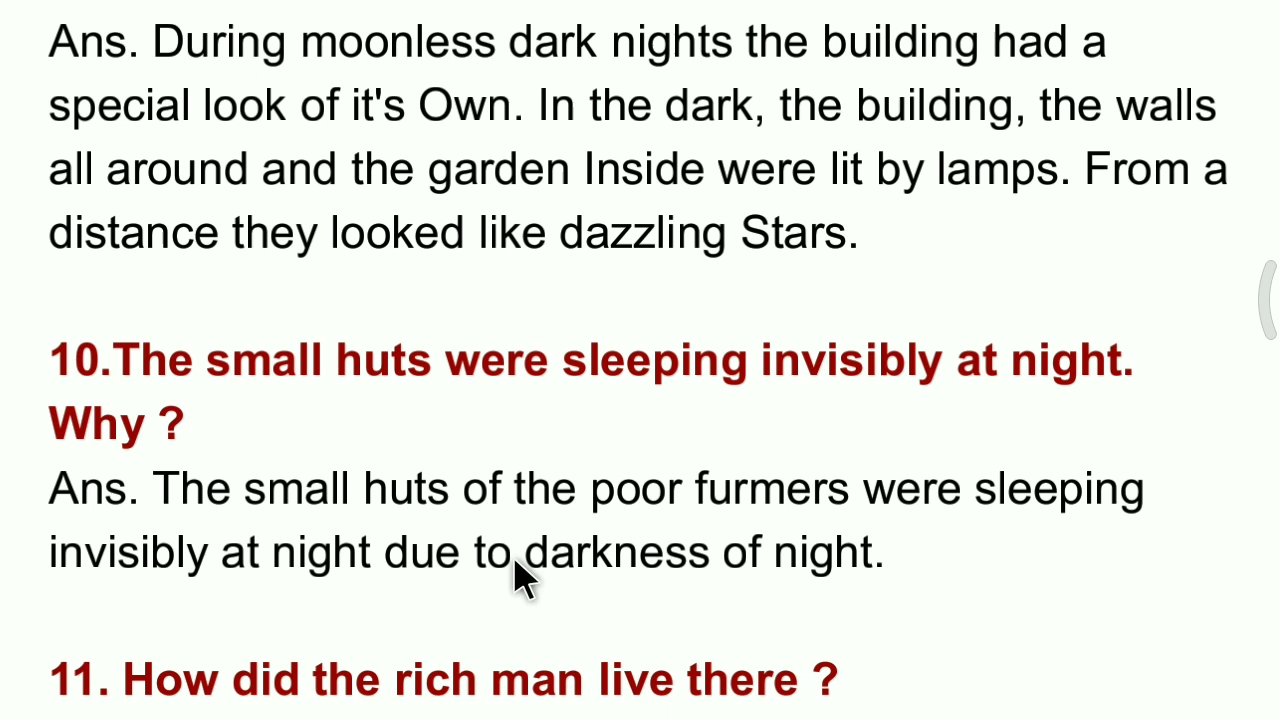 Ans. During moonless dark nights the building had a
special look of it's Own. In the dark, the building, the walls
all around and the garden Inside were lit by lamps. From a
distance they looked like dazzling Stars.
10.The small huts were sleeping invisibly at night.
Why ?
Ans. The small huts of the poor furmers were sleeping
invisibly at night due to darkness of night.
11. How did the rich man live there ?